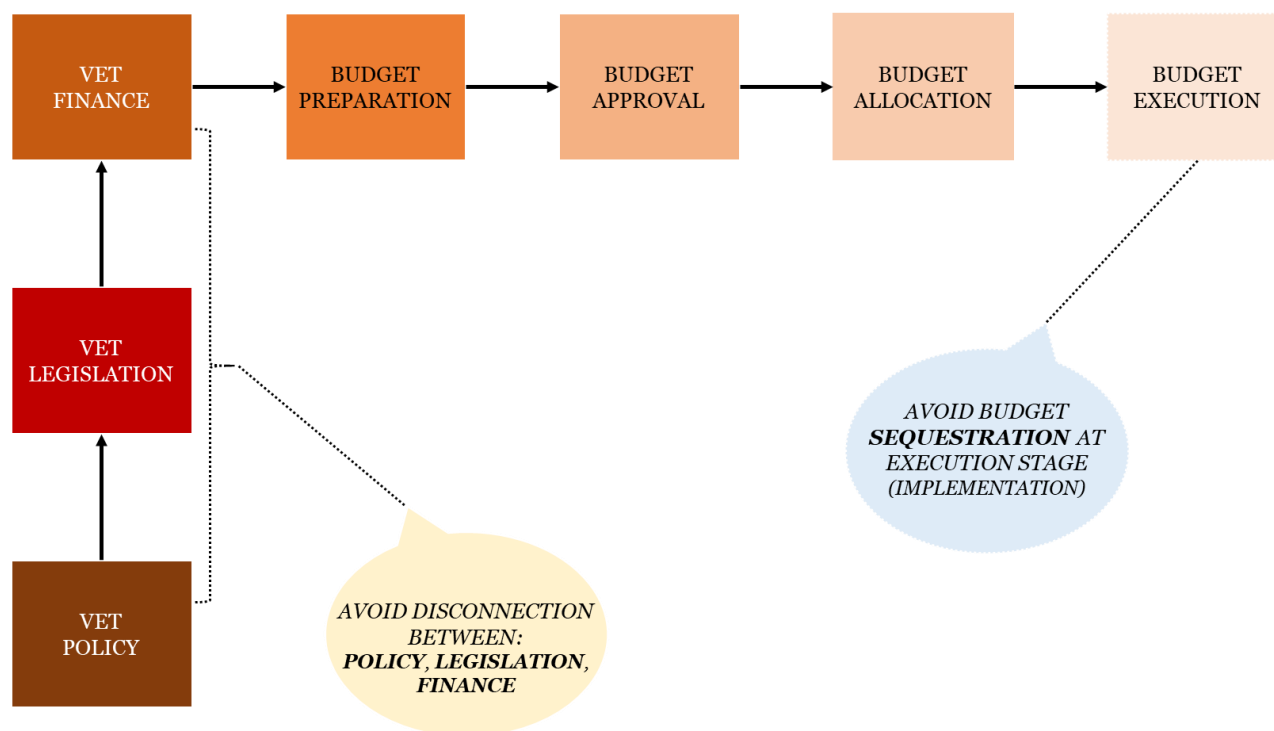 VET
FINANCE
BUDGET
PREPARATION
BUDGET
APPROVAL
BUDGET
ALLOCATION
BUDGET
EXECUTION
VET
LEGISLATION
AVOID BUDGET
SEQUESTRATION AT
EXECUTION STAGE
(IMPLEMENTATION)
VET
POLICY
AVOID DISCONNECTION
BETWEEN:
POLICY, LEGISLATION,
FINANCE